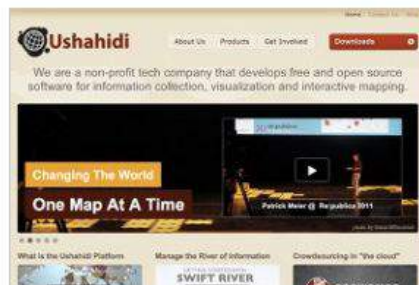 Home
Ushahidi
About Us Products Get Involved Downloads
We are a non-profit tech company that develops free and open source
software for information collection, visualization and interactive mapping.
Changing The World
One Map At A Time
Patrick Meier @ Re:publica 2011
What is the Ushahidi Platform Manage the River of Information Crowdsourcing in "the cloud"
SWIFT RIVER